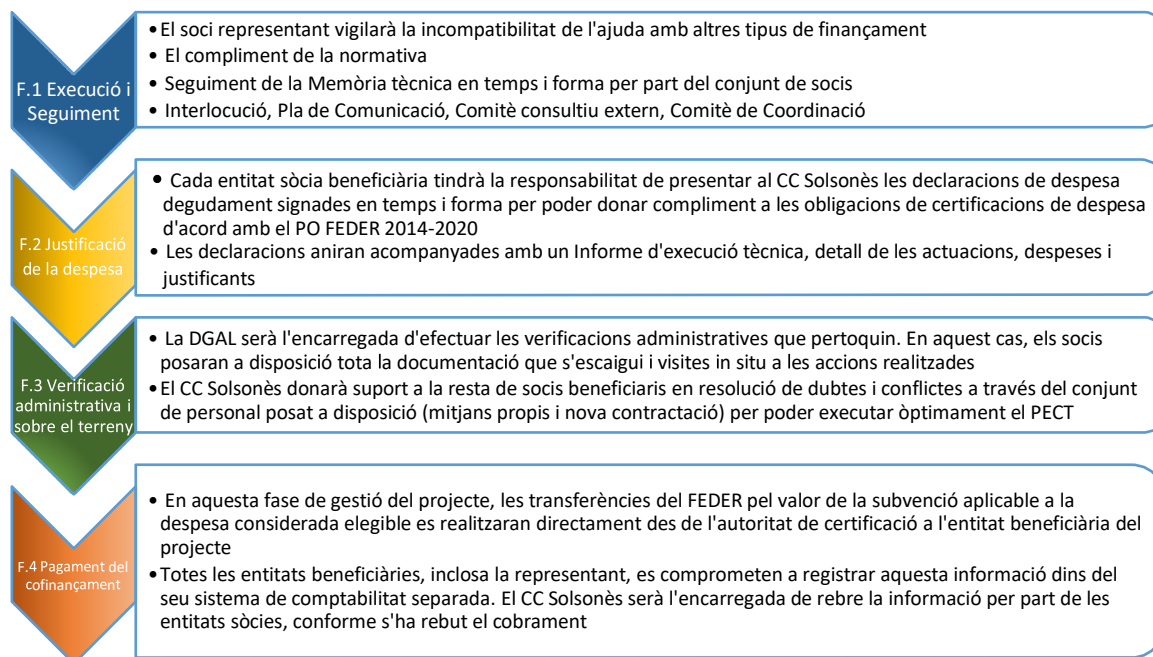 F.1 Execució i
Seguiment
•El soci representant vigilarà la incompatibilitat de l'ajuda amb altres tipus de finançament
• El compliment de la normativa
• Seguiment de la Memòria tècnica en temps i forma per part del conjunt de socis
• Interlocució, Pla de Comunicació, Comitè consultiu extern, Comitè de Coordinació
F.2 Justificació
de la despesa
• Cada entitat sòcia beneficiària tindrà la responsabilitat de presentar al CC Solsonès les declaracions de despesa
degudament signades en temps i forma per poder donar compliment a les obligacions de certificacions de despesa
d'acord amb el PO FEDER 2014-2020
• Les declaracions aniran acompanyades amb un Informe d'execució tècnica, detall de les actuacions, despeses i
justificants
F.3 Verificació
administrativa i
sobre el terreny
• La DGAL serà l'encarregada d'efectuar les verificacions administratives que pertoquin. En aquest cas, els socis
posaran a disposició tota la documentació que s'escaigui i visites in situ a les accions realitzades
•El CC Solsonès donarà suport a la resta de socis beneficiaris en resolució de dubtes i conflictes a través del conjunt
de personal posat a disposició (mitjans propis i nova contractació) per poder executar òptimament el PECT
F.4 Pagament del
cofinançament
• En aquesta fase de gestió del projecte, les transferències del FEDER pel valor de la subvenció aplicable a la
despesa considerada elegible es realitzaran directament des de l'autoritat de certificació a l'entitat beneficiària del
projecte
•Totes les entitats beneficiàries, inclosa la representant, es comprometen a registrar aquesta informació dins del
seu sistema de comptabilitat separada. El CC Solsonès serà l'encarregada de rebre la informació per part de les
entitats sòcies, conforme s'ha rebut el cobrament